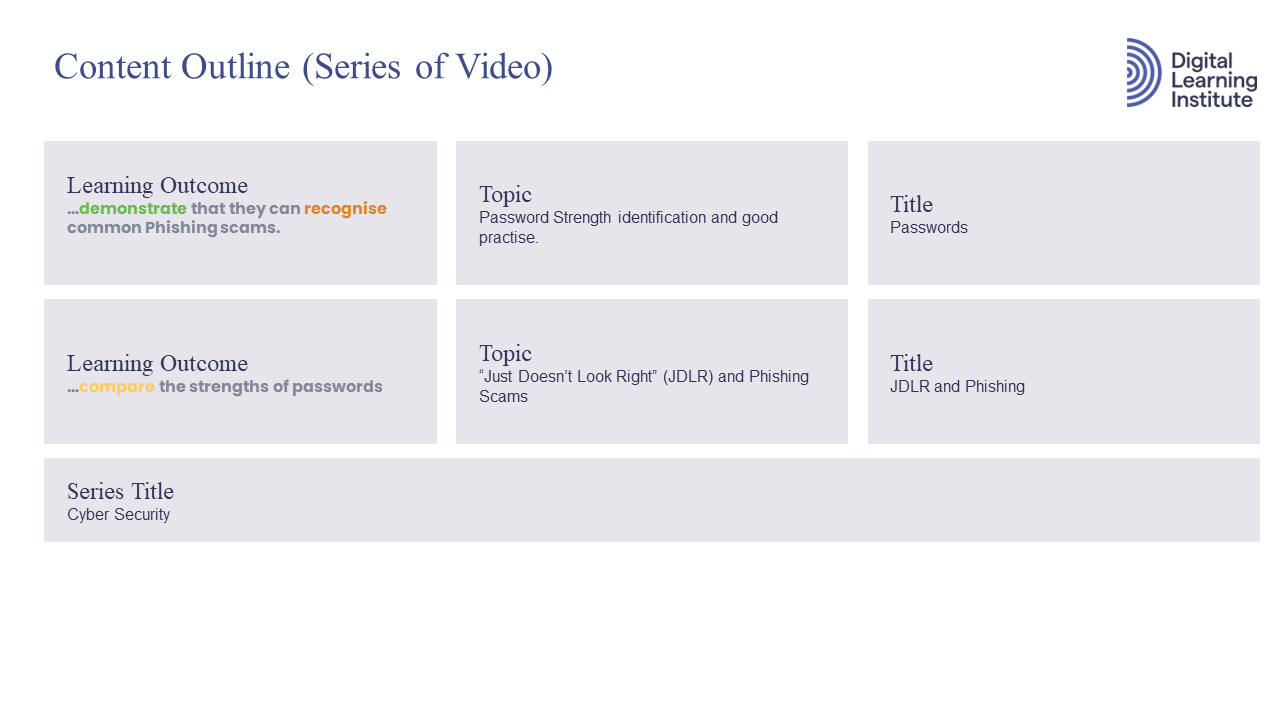 Content Outline (Series of Video)
Digital
Learning
Institute
Learning Outcome
...demonstrate that they can recognise
common Phishing scams.
Topic
Password Strength identification and good
practise.
Title
Passwords
Learning Outcome
...compare the strengths of passwords
Topic
“Just Doesn’t Look Right” (JDLR) and Phishing
Scams
Title
JDLR and Phishing
Series Title
Cyber Security